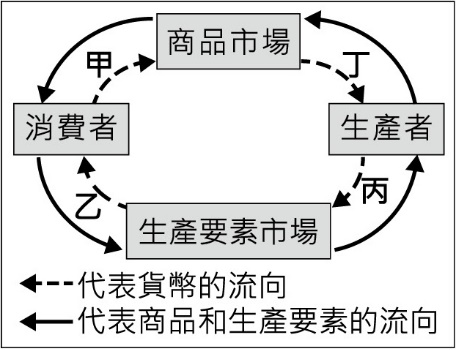 商品市場
甲
丁
消費者
生產者
乙
丙
生產要素市場
代表貨幣的流向
代表商品和生產要素的流向